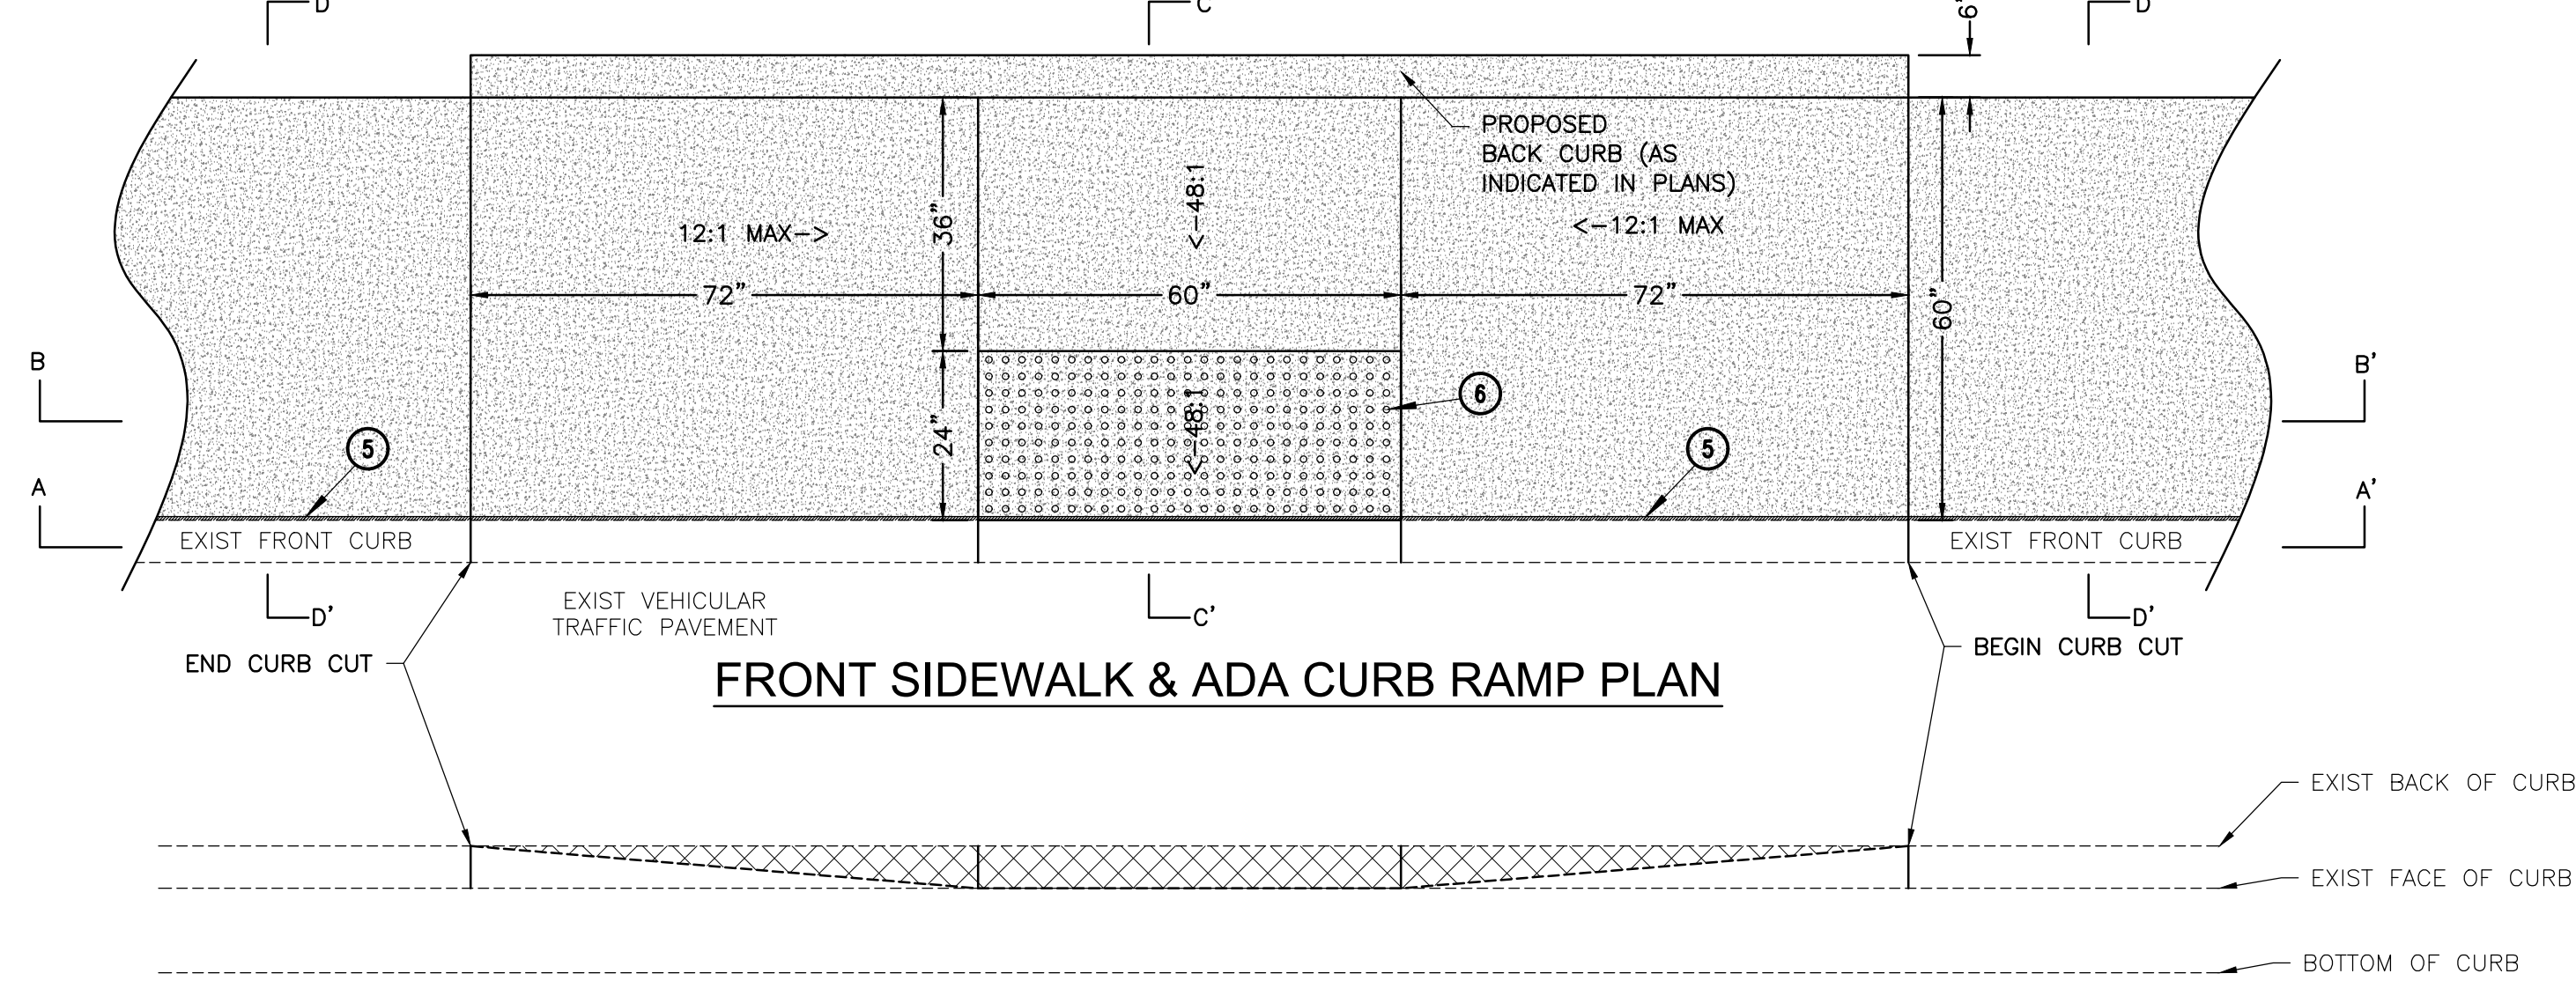 D
C
6"
D
PROPOSED
BACK CURB (AS
INDICATED IN PLANS)
12:1 MAX->
36"
<-48:1
<-12:1 MAX
72"
60"
72"
60"
B
B'
6
24"
<-48:1
5
5
A
A'
EXIST FRONT CURB
EXIST FRONT CURB
D'
EXIST VEHICULAR
TRAFFIC PAVEMENT
C'
D'
END CURB CUT
BEGIN CURB CUT
FRONT SIDEWALK & ADA CURB RAMP PLAN
EXIST BACK OF CURB
EXIST FACE OF CURB
BOTTOM OF CURB